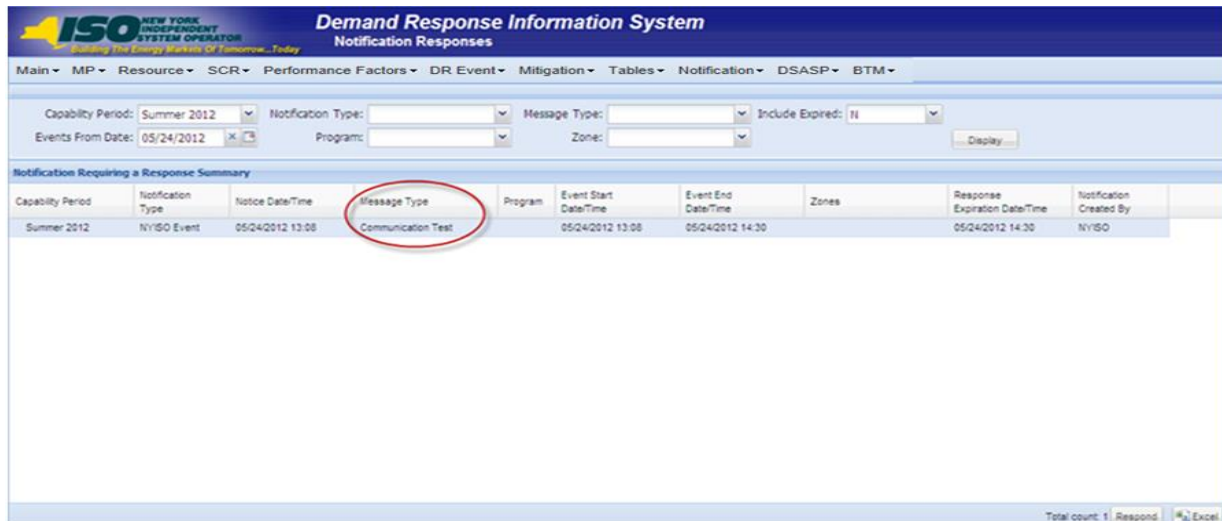 ISO NEW YORK INDEPENDENT SYSTEM OPERATOR
Building The Energy Markets Of Tomorrow...Today
Demand Response Information System
Notification Responses
Main MP Resource SCR Performance Factors DR Event Mitigation Tables Notification DSASP BTM
Capability Period: Summer 2012 Notification Type: Message Type: Include Expired: N
Events From Date: 05/24/2012 Program: Zone: Display
Notification Requiring a Response Summary
Capability Period Notification Type Notice Date/Time Message Type Program Event Start Date/Time Event End Date/Time Zones Response Expiration Date/Time Notification Created By
Summer 2012 NYISO Event 05/24/2012 13:08 Communication Test 05/24/2012 13:08 05/24/2012 14:30 05/24/2012 14:30 NYISO
Total count: 1 Respond Excel